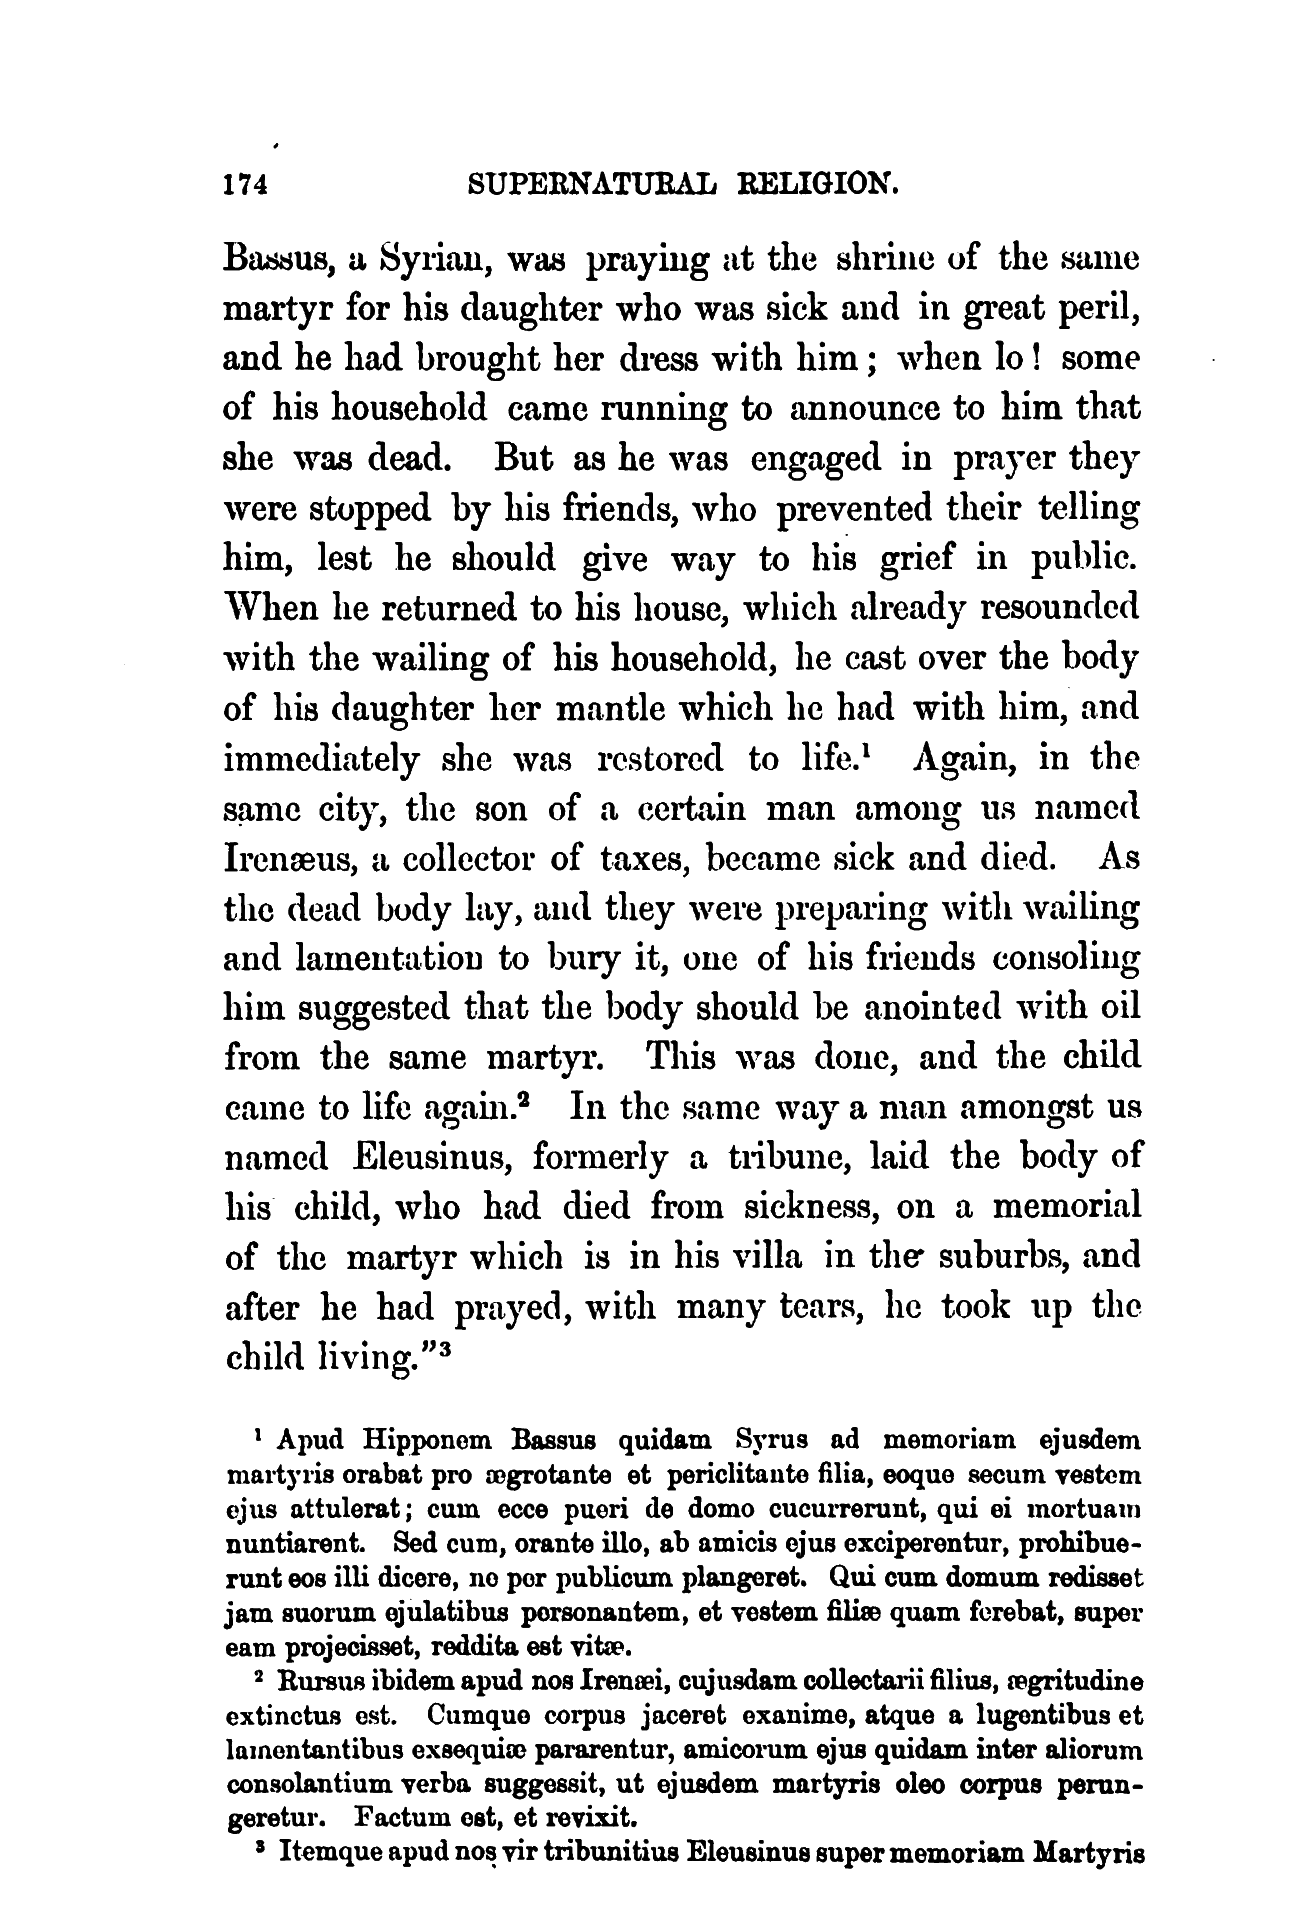 174 SUPERNATURAL RELIGION.
Bassus, a Syrian, was praying at the shrine of the same
martyr for his daughter who was sick and in great peril,
and he had brought her dress with him; when lo! some
of his household came running to announce to him that
she was dead. But as he was engaged in prayer they
were stopped by his friends, who prevented their telling
him, lest he should give way to his grief in public.
When he returned to his house, which already resounded
with the wailing of his household, he cast over the body
of his daughter her mantle which he had with him, and
immediately she was restored to life.¹ Again, in the
same city, the son of a certain man among us named
Irenæus, a collector of taxes, became sick and died. As
the dead body lay, and they were preparing with wailing
and lamentation to bury it, one of his friends consoling
him suggested that the body should be anointed with oil
from the same martyr. This was done, and the child
came to life again.² In the same way a man amongst us
named Eleusinus, formerly a tribune, laid the body of
his child, who had died from sickness, on a memorial
of the martyr which is in his villa in the suburbs, and
after he had prayed, with many tears, he took up the
child living."³
¹ Apud Hipponem Bassus quidam Syrus ad memoriam ejusdem
martyris orabat pro ægrotante et periclitante filia, eoque secum vestem
ejus attulerat; cum ecce pueri de domo cucurrerunt, qui ei mortuam
nuntiarent. Sed cum, orante illo, ab amicis ejus exciperentur, prohibue-
runt eos illi dicere, ne per publicum plangeret. Qui cum domum redisset
jam suorum ejulatibus personantem, et vestem filiæ quam ferebat, super
eam projecisset, reddita est vitæ.
² Rursus ibidem apud nos Irenæi, cujusdam collectarii filius, ægritudine
extinctus est. Cumque corpus jaceret exanime, atque a lugentibus et
lamentantibus exsequiæ pararentur, amicorum ejus quidam inter aliorum
consolantium verba suggessit, ut ejusdem martyris oleo corpus perun-
geretur. Factum est, et revixit.
³ Itemque apud nos vir tribunitius Eleusinus super memoriam Martyris